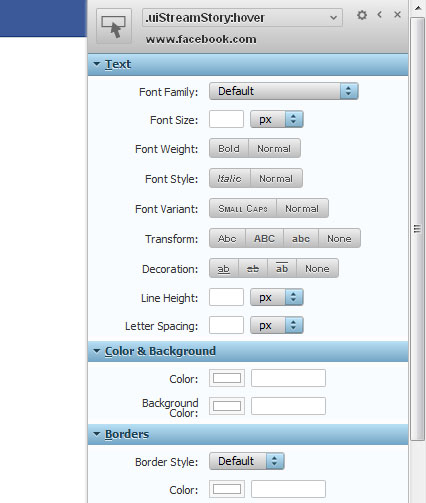 .uiStreamStory:hover
www.facebook.com
Text
Font Family: Default
Font Size: px
Font Weight: Bold Normal
Font Style: Italic Normal
Font Variant: Small Caps Normal
Transform: Abc ABC abc None
Decoration: ab ab ab None
Line Height: px
Letter Spacing: px
Color & Background
Color:
Background
Color:
Borders
Border Style: Default
Color: